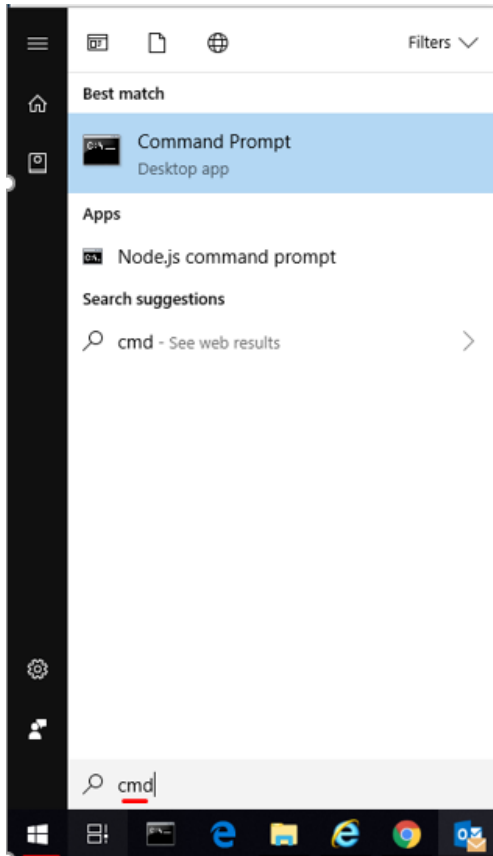 Filters
Best match
Command Prompt
Desktop app
Apps
Node.js command prompt
Search suggestions
cmd - See web results
cmd